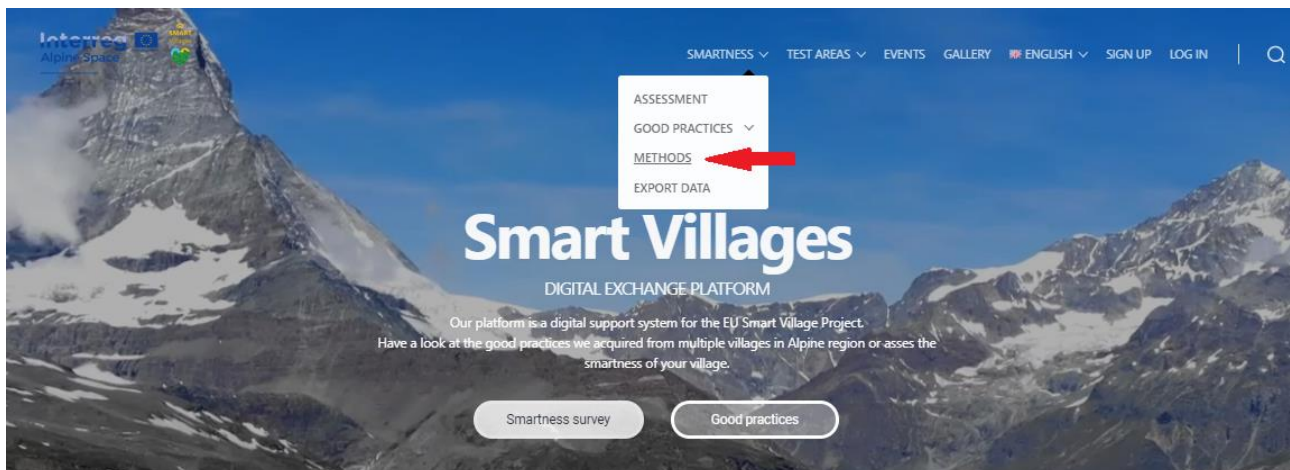 Interreg
Alpine Space
SMART
SMARTNESS
TEST AREAS
EVENTS
GALLERY
ENGLISH
SIGN UP
LOG IN
ASSESSMENT
GOOD PRACTICES
METHODS
EXPORT DATA
Smart Villages
DIGITAL EXCHANGE PLATFORM
Our platform is a digital support system for the EU Smart Village Project.
Have a look at the good practices we acquired from multiple villages in Alpine region or asses the
smartness of your village.
Smartness survey
Good practices